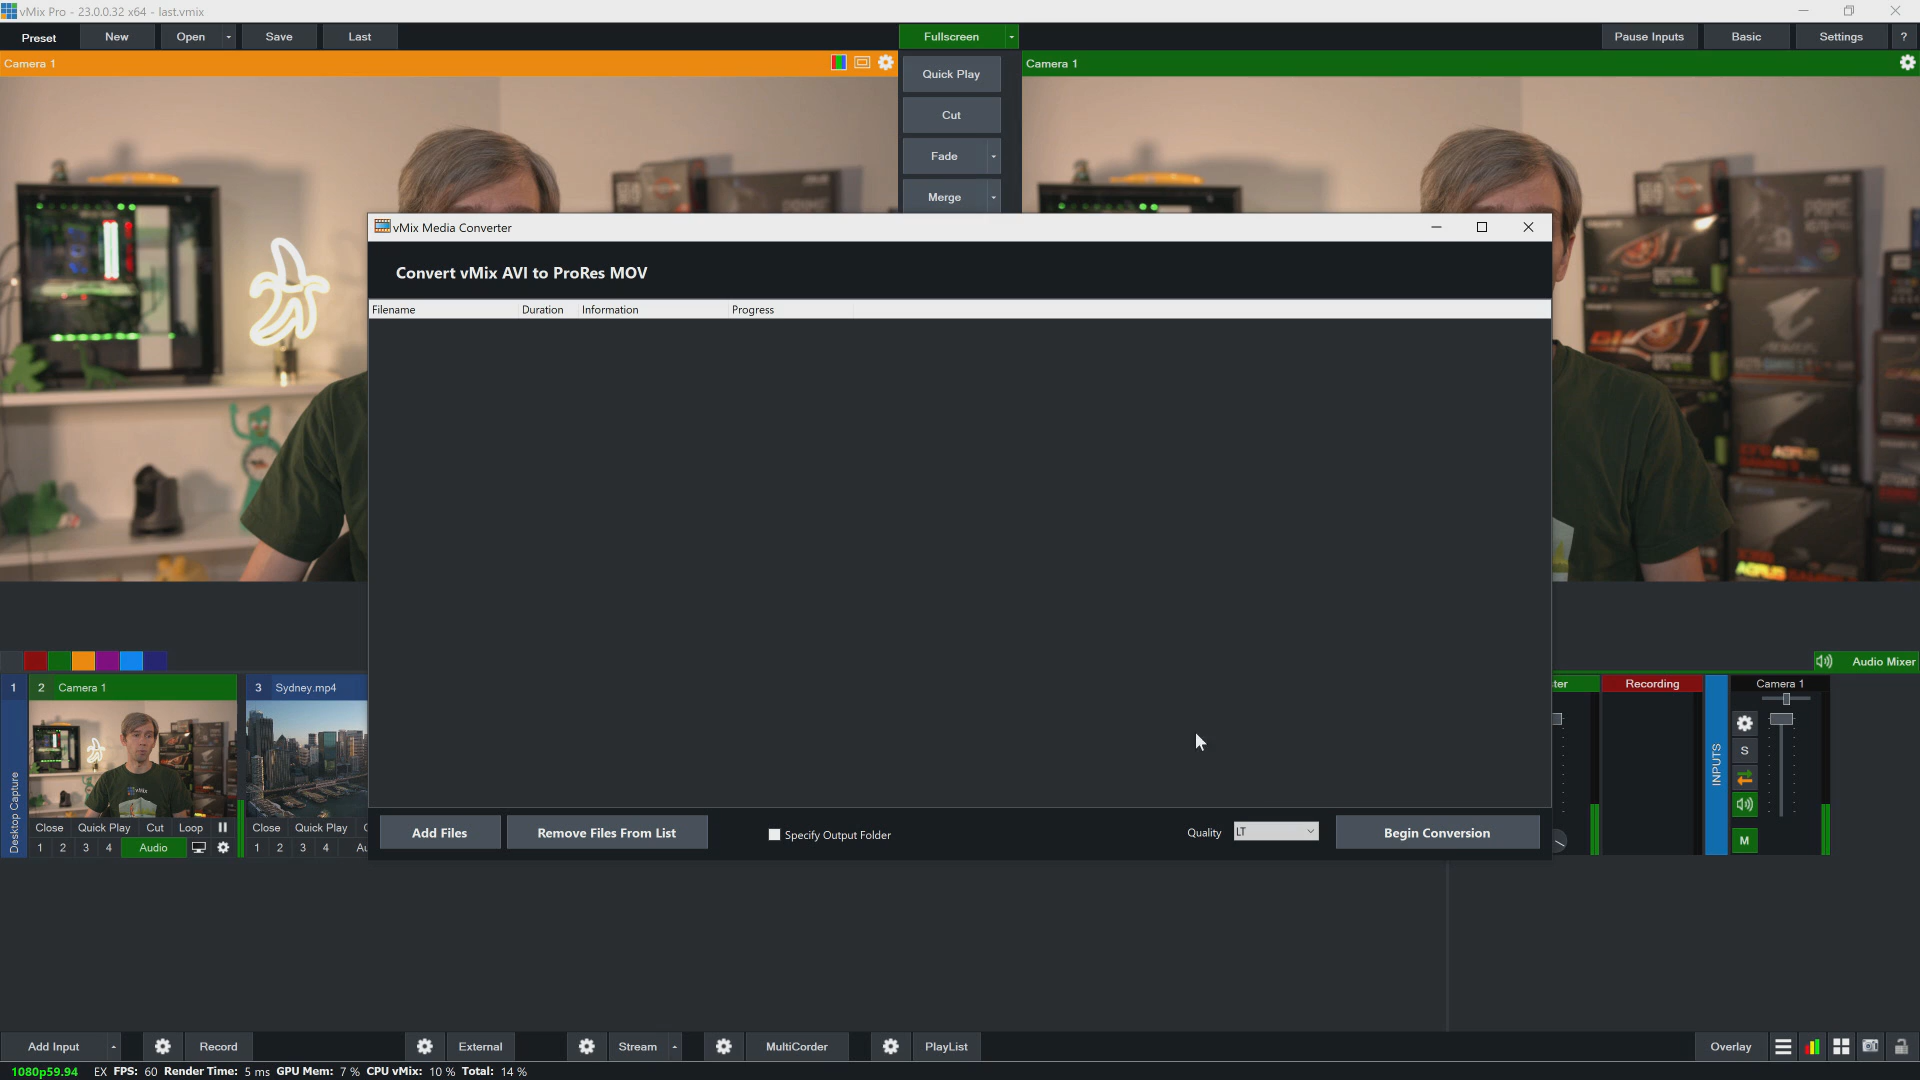 vMix Pro - 23.0.0.32 x64 - last.vmix
Preset New Open Save Last Fullscreen Pause Inputs Basic Settings ?
Camera 1
Camera 1
Quick Play
Cut
Fade
Merge
vMix Media Converter
Convert vMix AVI to ProRes MOV
Filename Duration Information Progress
Add Files Remove Files From List Specify Output Folder Quality LT Begin Conversion
Audio Mixer
1 2 Camera 1 3 Sydney.mp4
Desktop Capture
Close Quick Play Cut Loop Close Quick Play
1 2 3 4 Audio 1 2 3 4 Au
ter Recording Camera 1
INPUTS
S
M
Add Input Record External Stream MultiCorder PlayList Overlay
1080p59.94 EX FPS: 60 Render Time: 5 ms GPU Mem: 7 % CPU vMix: 10 % Total: 14 %